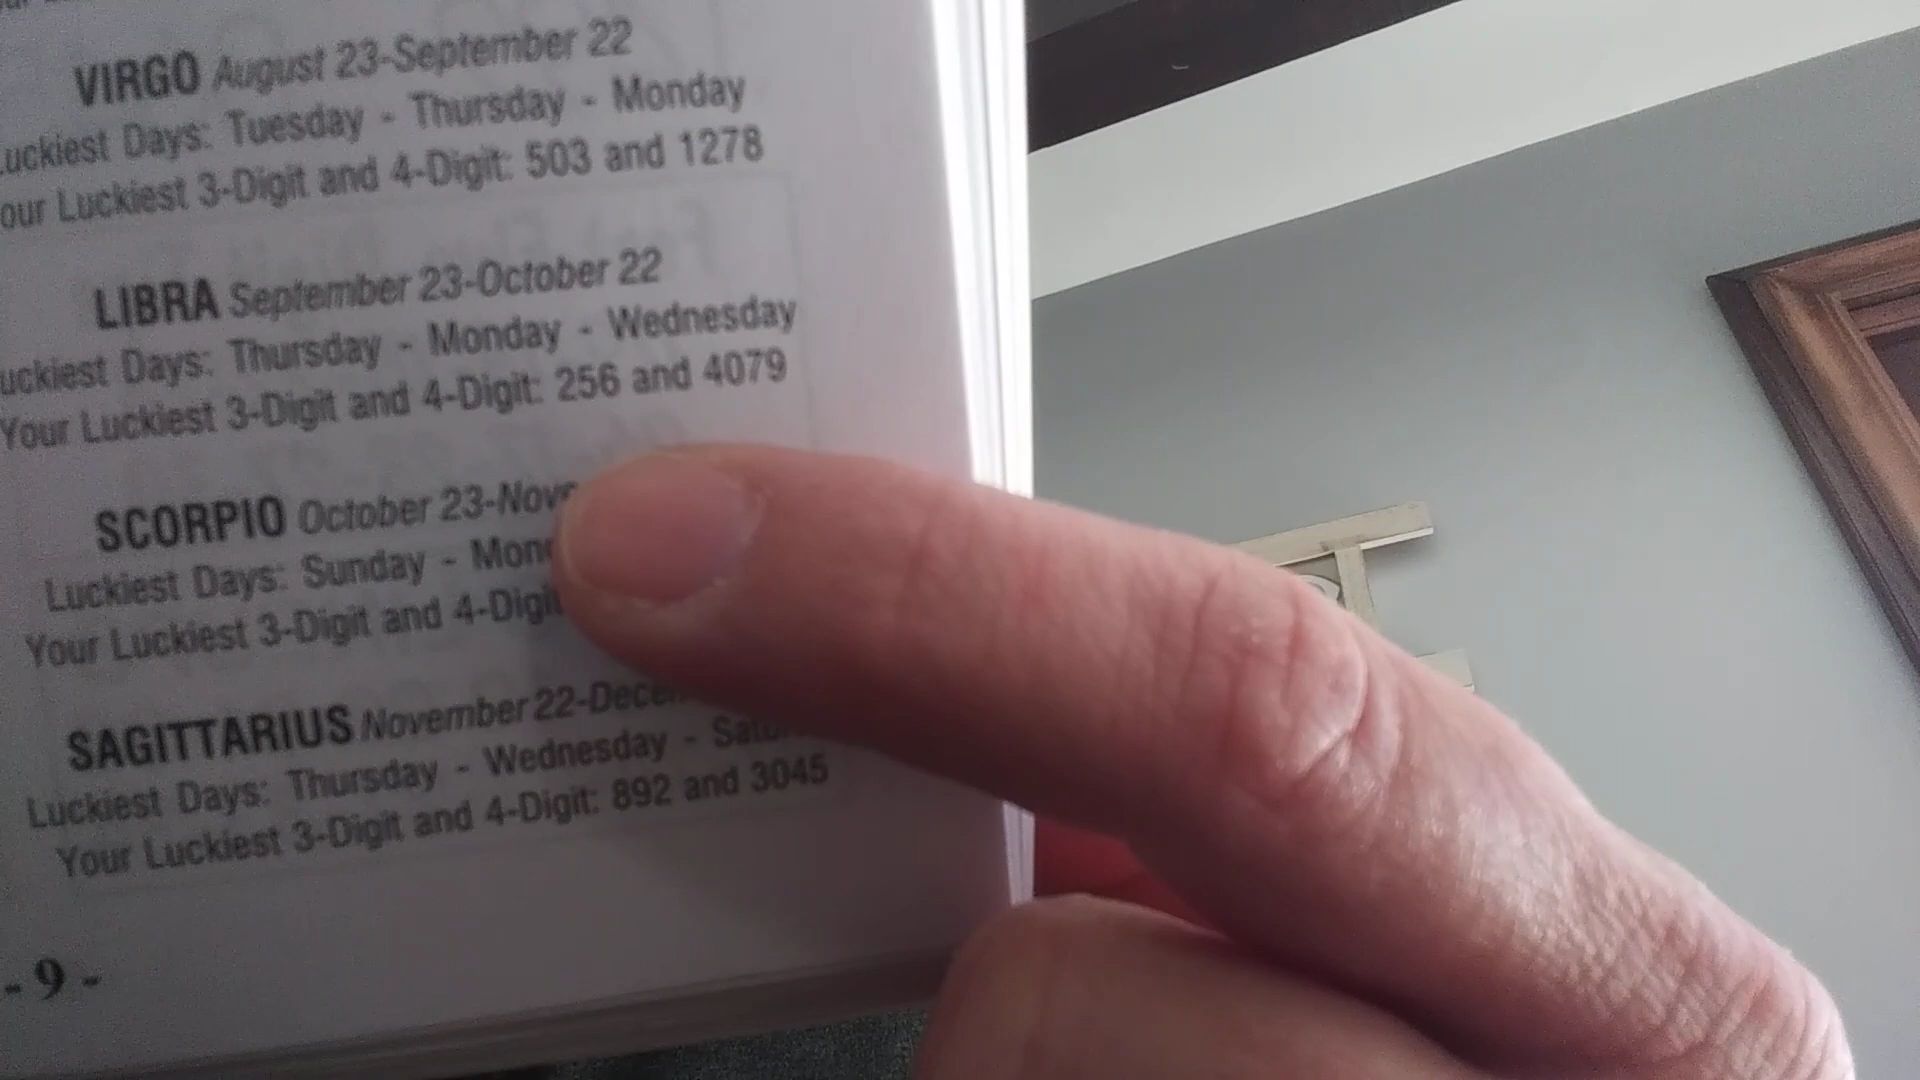 VIRGO August 23-September 22
uckiest Days: Tuesday - Thursday - Monday
our Luckiest 3-Digit and 4-Digit: 503 and 1278
LIBRA September 23-October 22
uckiest Days: Thursday - Monday - Wednesday
Your Luckiest 3-Digit and 4-Digit: 256 and 4079
SCORPIO October 23-Nov
Luckiest Days: Sunday - Mon
Your Luckiest 3-Digit and 4-Digit
SAGITTARIUS November 22-Dece
Luckiest Days: Thursday - Wednesday - Satu
Your Luckiest 3-Digit and 4-Digit: 892 and 3045
- 9 -